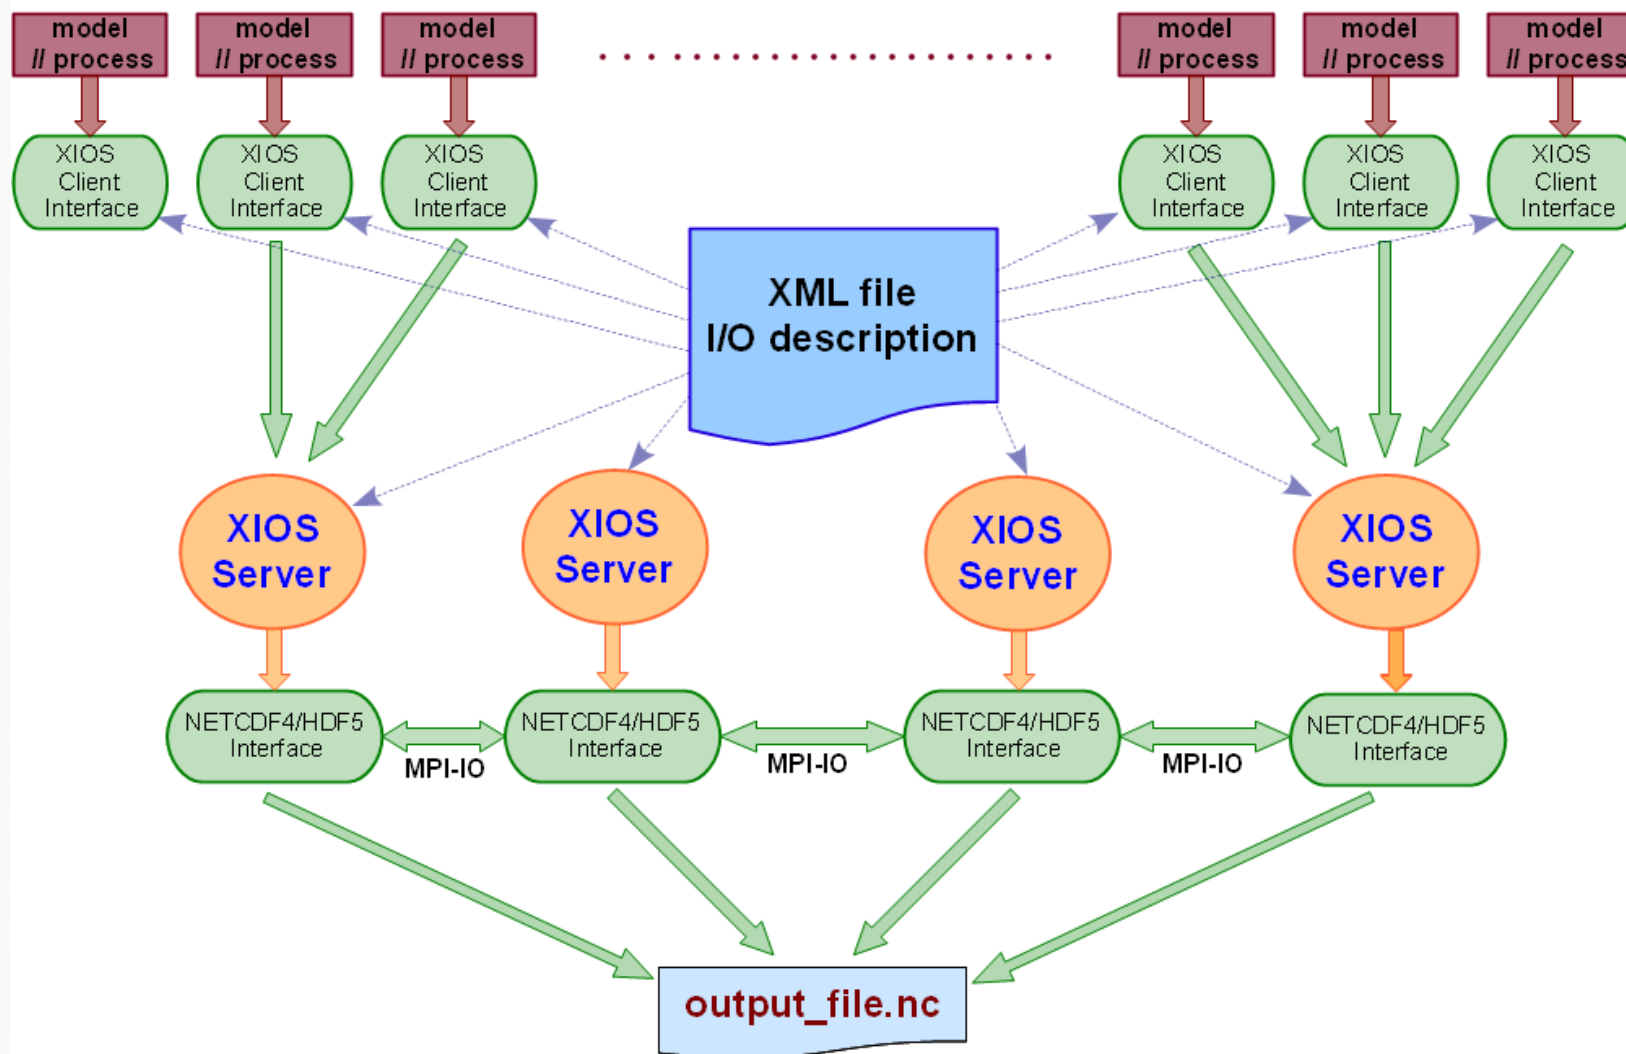 model
// process
model
// process
model
// process
model
// process
model
// process
model
// process
XIOS
Client
Interface
XIOS
Client
Interface
XIOS
Client
Interface
XIOS
Client
Interface
XIOS
Client
Interface
XIOS
Client
Interface
XML file
I/O description
XIOS
Server
XIOS
Server
XIOS
Server
XIOS
Server
NETCDF4/HDF5
Interface
NETCDF4/HDF5
Interface
NETCDF4/HDF5
Interface
NETCDF4/HDF5
Interface
MPI-IO
MPI-IO
MPI-IO
output_file.nc